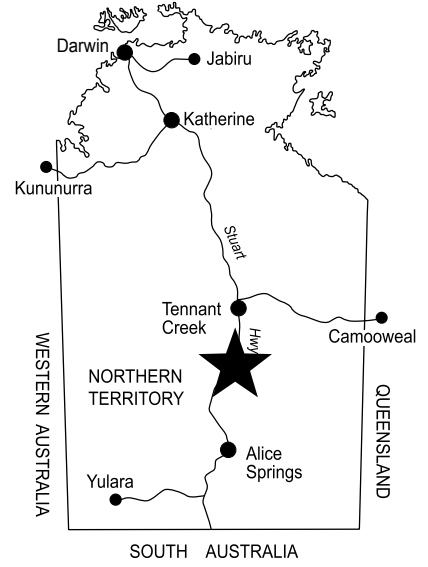 Darwin
Jabiru
Katherine
Kununurra
Stuart
Tennant
Creek
Hwy
Camooweal
WESTERN AUSTRALIA
NORTHERN
TERRITORY
QUEENSLAND
Alice
Springs
Yulara
SOUTH AUSTRALIA